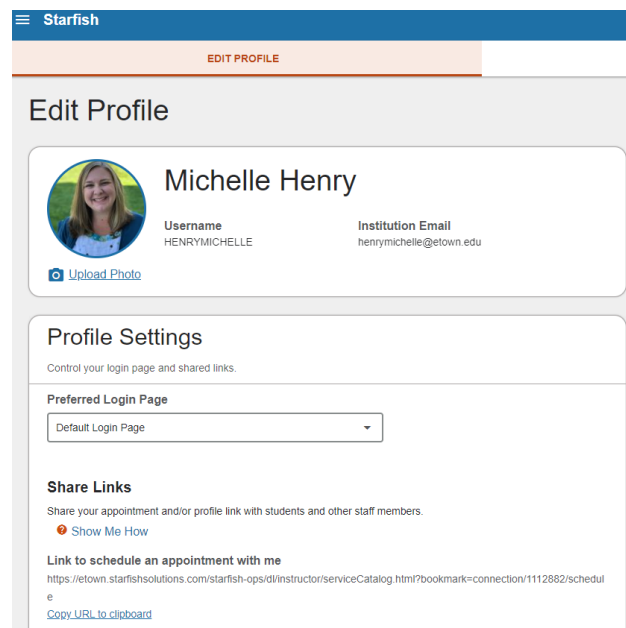 Starfish
EDIT PROFILE
Edit Profile
Michelle Henry
Username
HENRYMICHELLE
Institution Email
henrymichelle@etown.edu
Upload Photo
Profile Settings
Control your login page and shared links.
Preferred Login Page
Default Login Page
Share Links
Share your appointment and/or profile link with students and other staff members.
? Show Me How
Link to schedule an appointment with me
https://etown.starfishsolutions.com/starfish-ops/dl/instructor/serviceCatalog.html?bookmark=connection/1112882/schedul
e
Copy URL to clipboard